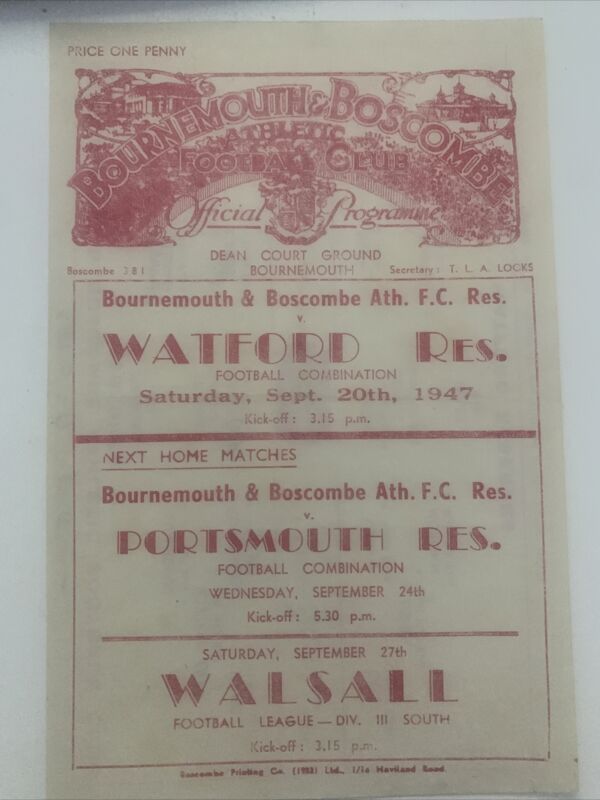 PRICE ONE PENNY
BOURNEMOUTH & BOSCOMBE
ATHLETIC
FOOTBALL CLUB
Official Programme
DEAN COURT GROUND
Boscombe 381 BOURNEMOUTH Secretary: T. L. A. LOCKS
Bournemouth & Boscombe Ath. F.C. Res.
v.
WATFORD RES.
FOOTBALL COMBINATION
Saturday, Sept. 20th, 1947
Kick-off: 3.15 p.m.
NEXT HOME MATCHES
Bournemouth & Boscombe Ath. F.C. Res.
v.
PORTSMOUTH RES.
FOOTBALL COMBINATION
WEDNESDAY, SEPTEMBER 24th
Kick-off: 5.30 p.m.
SATURDAY, SEPTEMBER 27th
WALSALL
FOOTBALL LEAGUE — DIV. III SOUTH
Kick-off: 3.15 p.m.
Boscombe Printing Co. Ltd., Haviland Road.